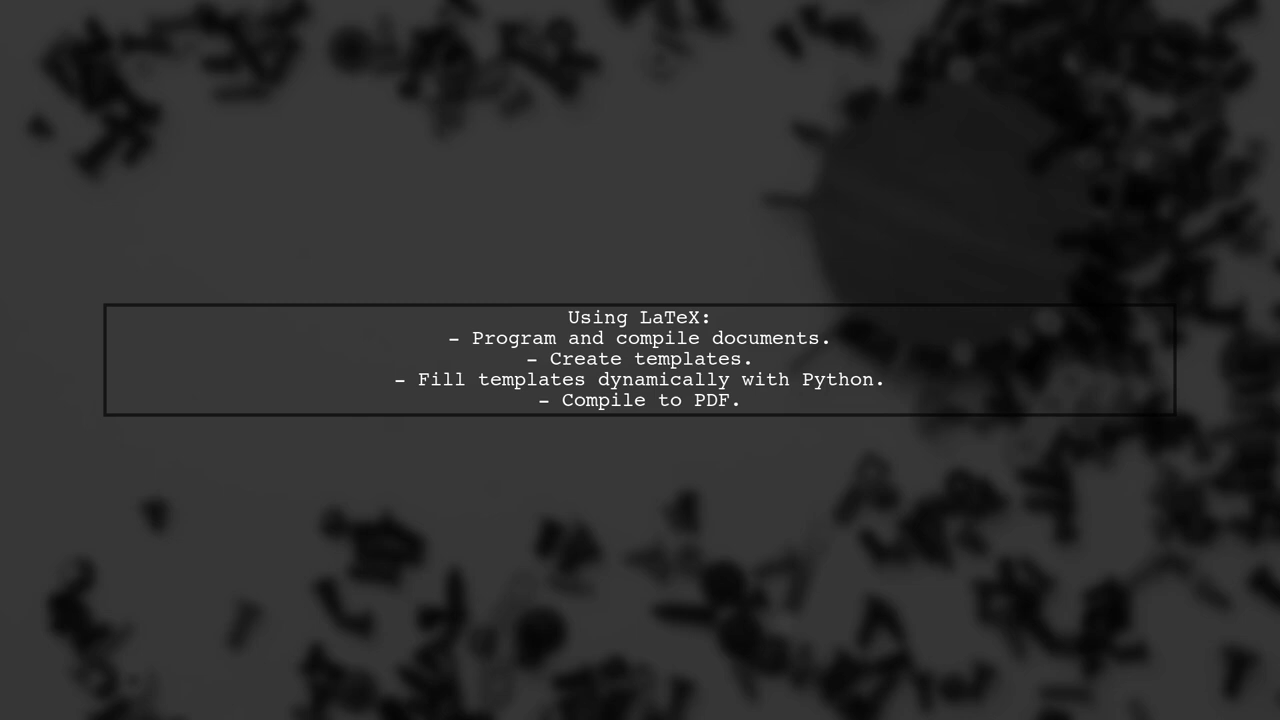 Using LaTeX:
- Program and compile documents.
- Create templates.
- Fill templates dynamically with Python.
- Compile to PDF.